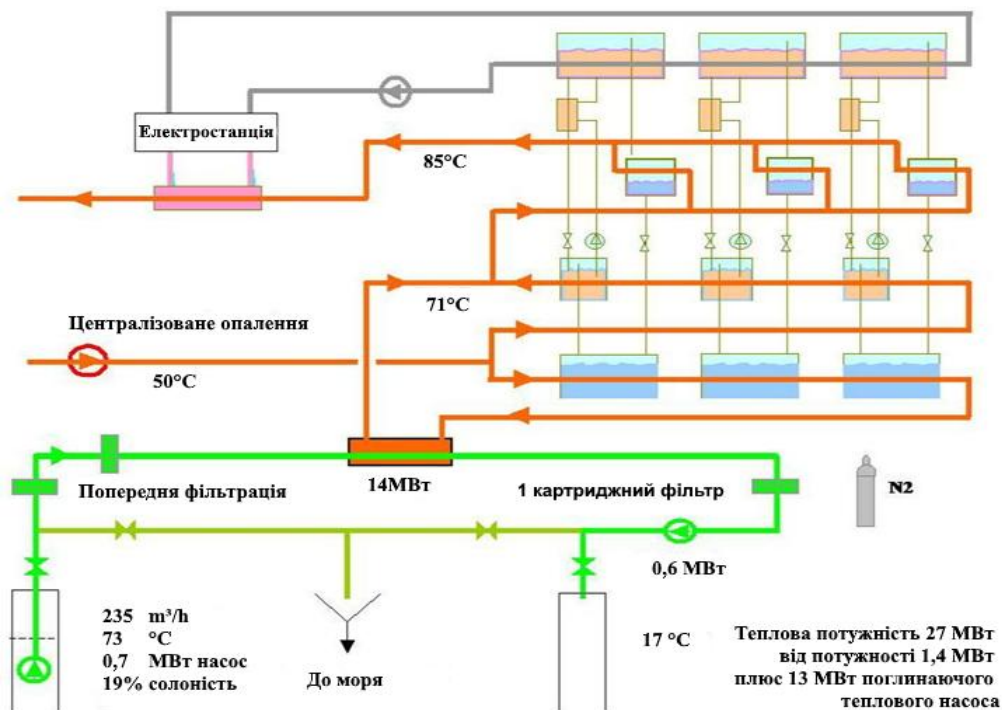 Електростанція
85°C
71°C
Централізоване опалення
50°C
14МВт
Попередня фільтрація
1 картриджний фільтр
N2
0,6 МВт
235 m³/h
73 °C
0,7 МВт насос
19% солоність
До моря
17 °C
Теплова потужність 27 МВт
від потужності 1,4 МВт
плюс 13 МВт поглинаючого
теплового насоса